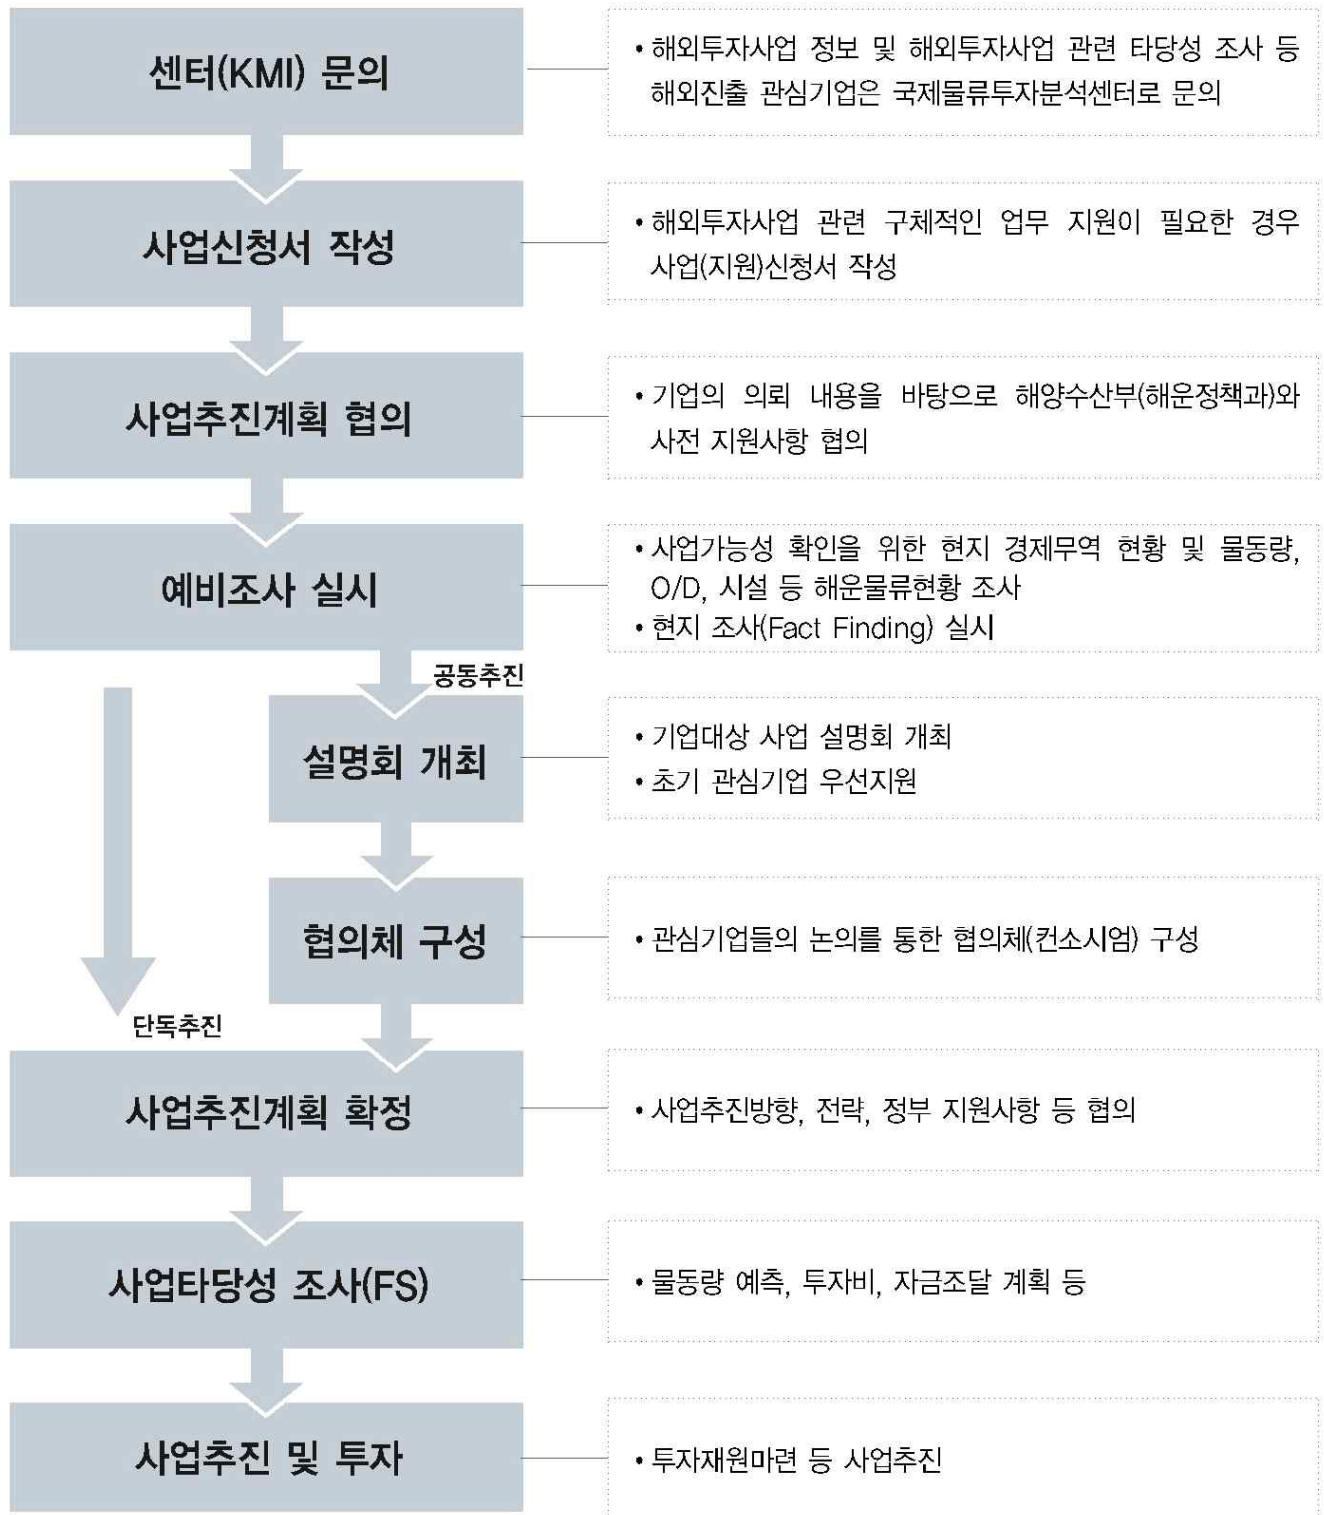 센터(KMI) 문의
• 해외투자사업 정보 및 해외투자사업 관련 타당성 조사 등
해외진출 관심기업은 국제물류투자분석센터로 문의
사업신청서 작성
• 해외투자사업 관련 구체적인 업무 지원이 필요한 경우
사업(지원)신청서 작성
사업추진계획 협의
• 기업의 의뢰 내용을 바탕으로 해양수산부(해운정책과)와
사전 지원사항 협의
예비조사 실시
• 사업가능성 확인을 위한 현지 경제무역 현황 및 물동량,
O/D, 시설 등 해운물류현황 조사
• 현지 조사(Fact Finding) 실시
공동추진
설명회 개최
• 기업대상 사업 설명회 개최
• 초기 관심기업 우선지원
협의체 구성
• 관심기업들의 논의를 통한 협의체(컨소시엄) 구성
단독추진
사업추진계획 확정
• 사업추진방향, 전략, 정부 지원사항 등 협의
사업타당성 조사(FS)
• 물동량 예측, 투자비, 자금조달 계획 등
사업추진 및 투자
• 투자재원마련 등 사업추진